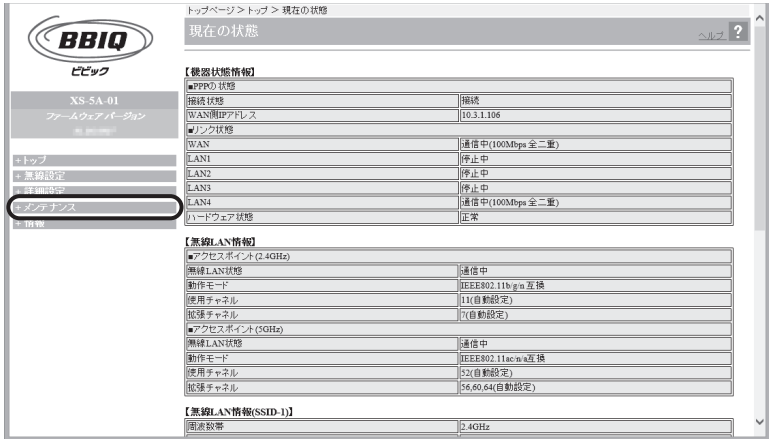 トップページ > トップ > 現在の状態
BBIQ
ビビック
XS-5A-01
ファームウェアバージョン
+トップ
+ 無線設定
+ 詳細設定
+メンテナンス
+ 情報
現在の状態
ヘルプ ?
【機器状態情報】
■PPPの状態
接続状態 接続
WAN側IPアドレス 10.3.1.106
■リンク状態
WAN 通信中(100Mbps 全二重)
LAN1 停止中
LAN2 停止中
LAN3 停止中
LAN4 通信中(100Mbps 全二重)
ハードウェア状態 正常
【無線LAN情報】
■アクセスポイント(2.4GHz)
無線LAN状態 通信中
動作モード IEEE802.11b/g/n 互換
使用チャネル 11(自動設定)
拡張チャネル 7(自動設定)
■アクセスポイント(5GHz)
無線LAN状態 通信中
動作モード IEEE802.11ac/n/a互換
使用チャネル 52(自動設定)
拡張チャネル 56,60,64(自動設定)
【無線LAN情報(SSID-1)】
周波数帯 2.4GHz